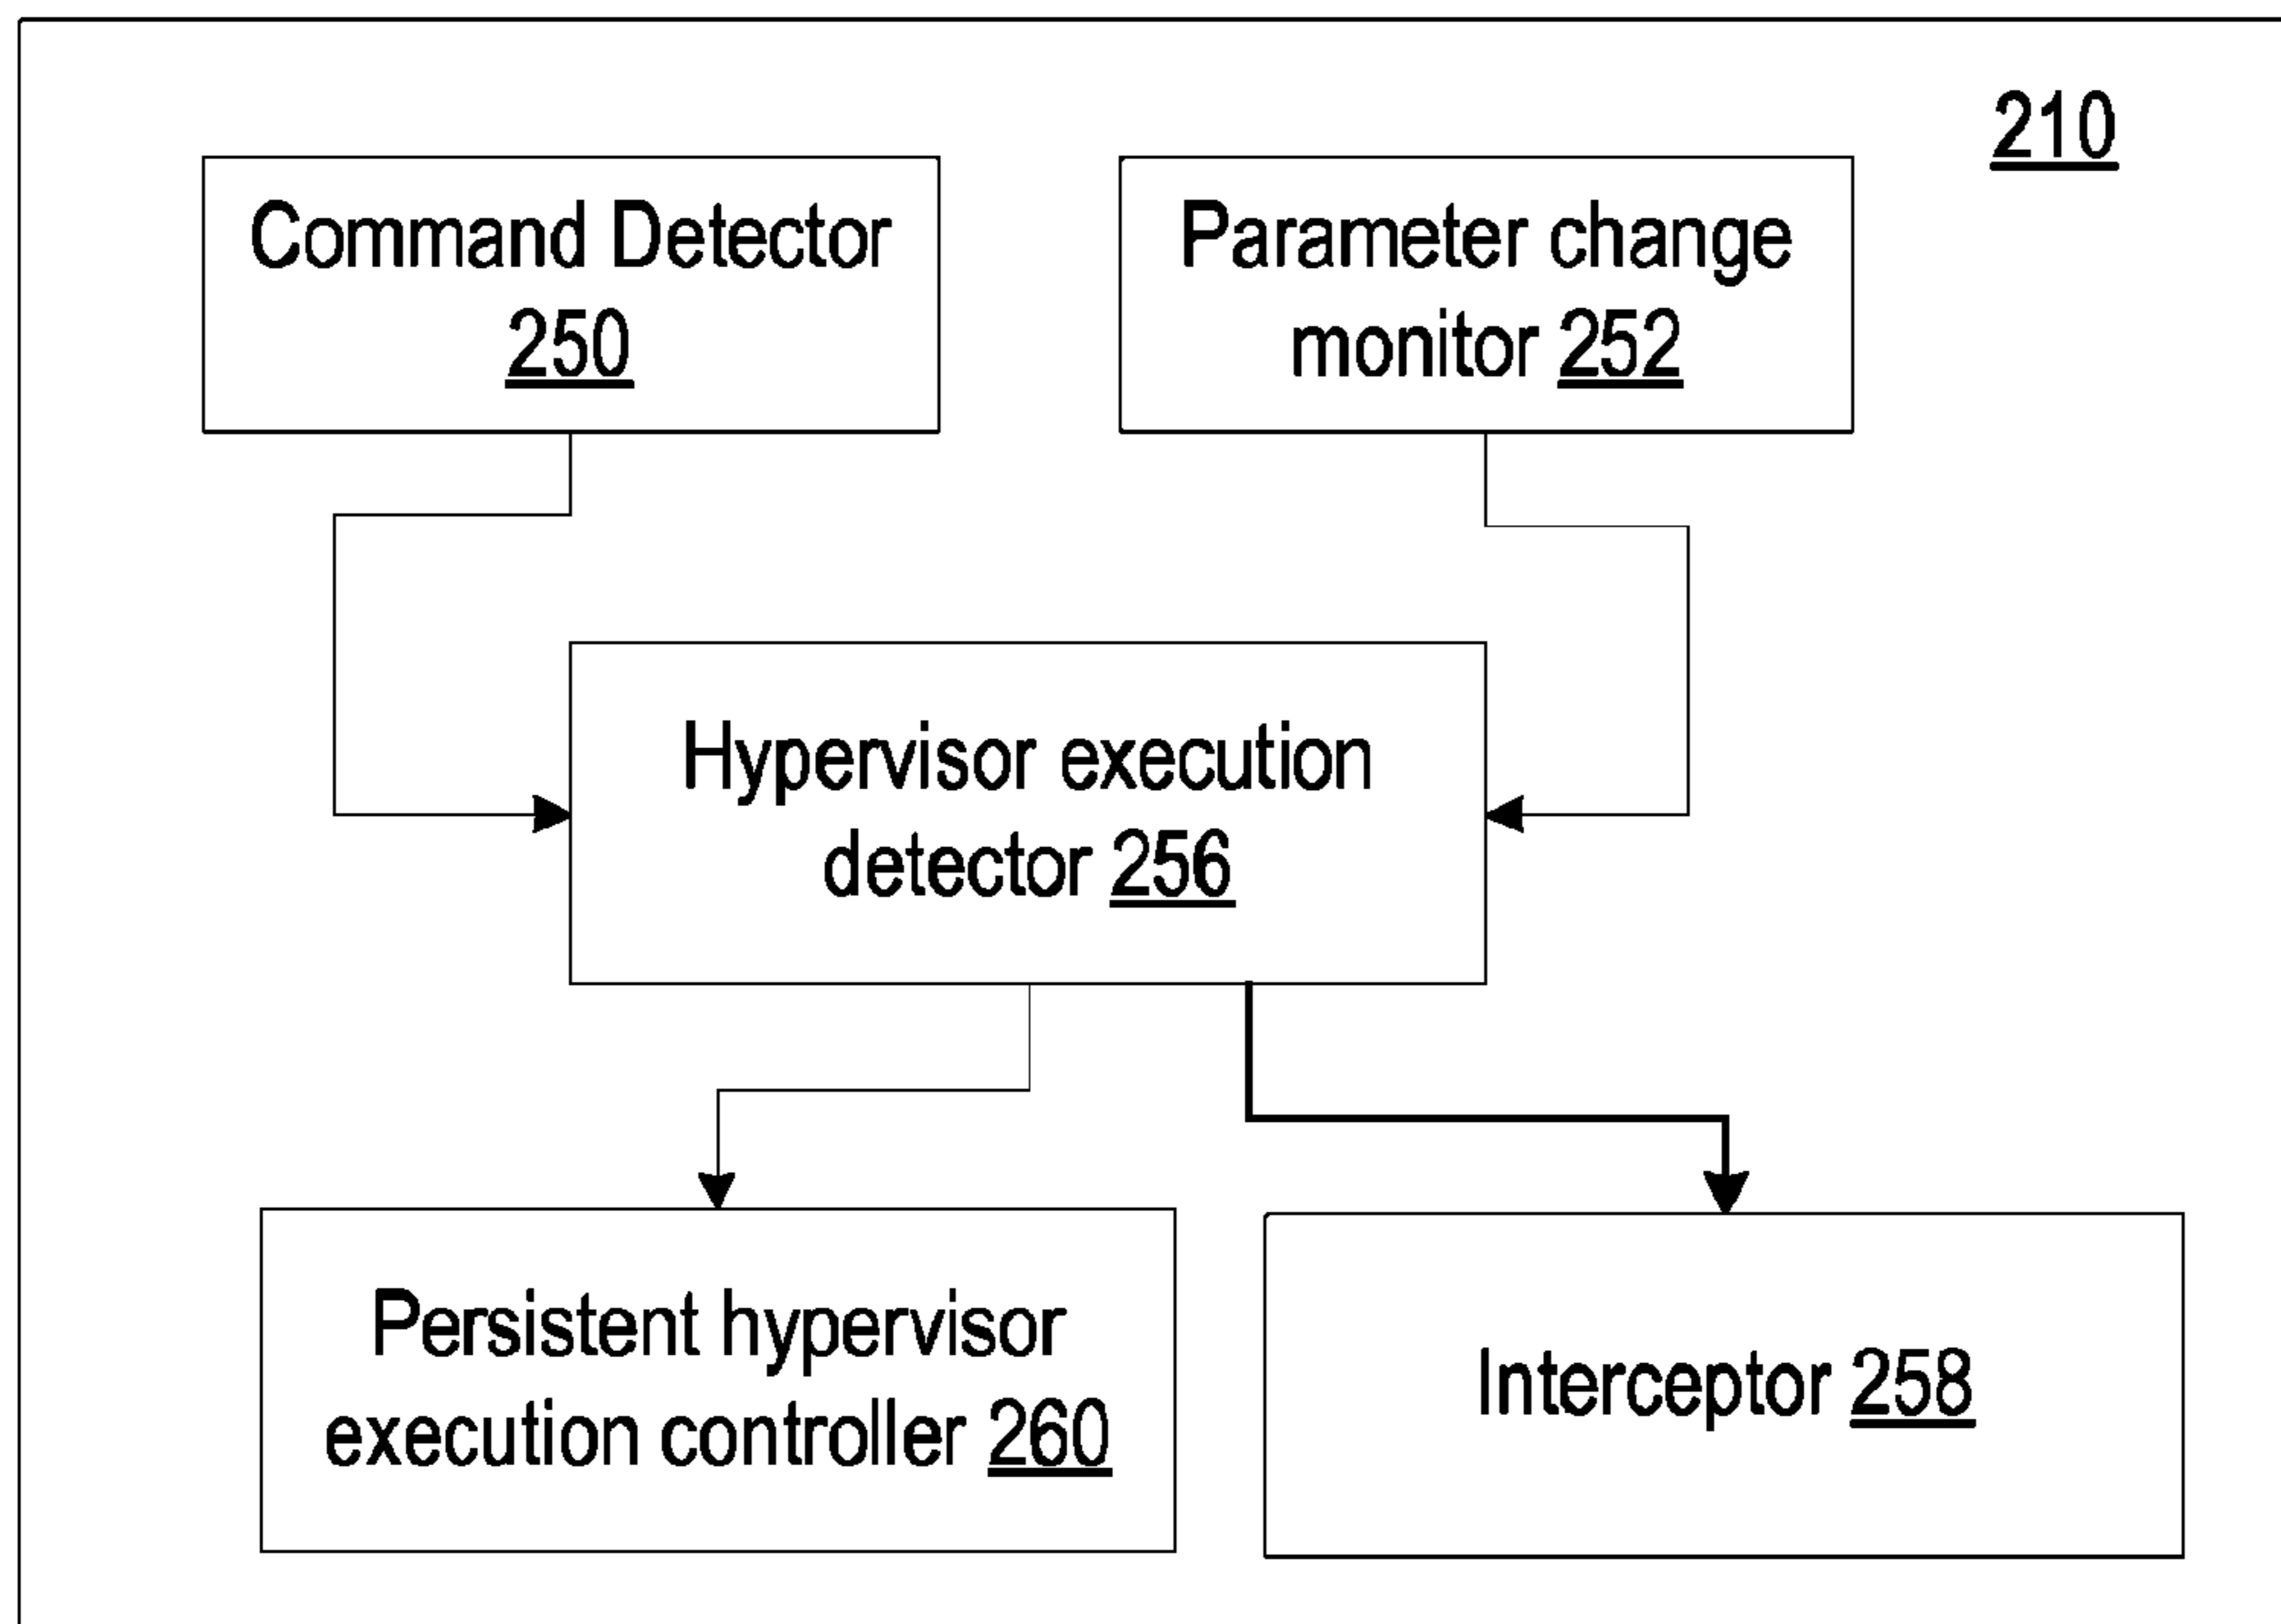 210
Command Detector
250
Parameter change
monitor 252
Hypervisor execution
detector 256
Persistent hypervisor
execution controller 260
Interceptor 258